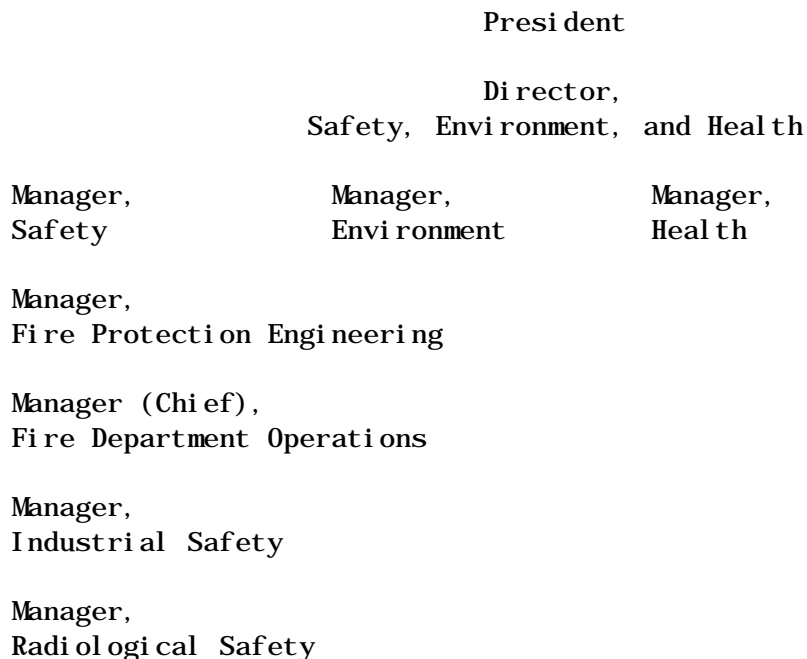 President
Director,
Safety, Environment, and Health
Manager, Manager, Manager,
Safety Environment Health
Manager,
Fire Protection Engineering
Manager (Chief),
Fire Department Operations
Manager,
Industrial Safety
Manager,
Radiological Safety